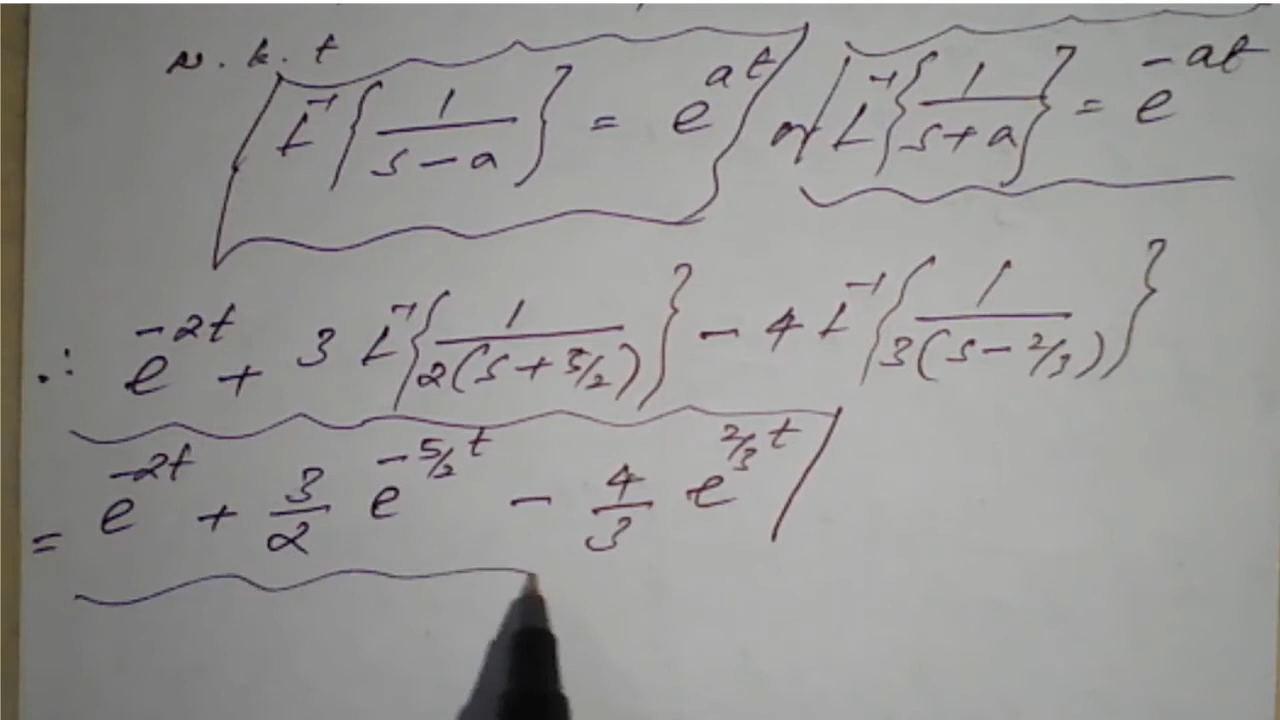 w.k.t
L⁻¹{1/(s-a)} = e^{at} or L⁻¹{1/(s+a)} = e^{-at}
∴ e^{-2t} + 3 L⁻¹{1/(2(s+5/2))} - 4 L⁻¹{1/(3(s-2/3))}
= e^{-2t} + 3/2 e^{-5/2 t} - 4/3 e^{2/3 t}